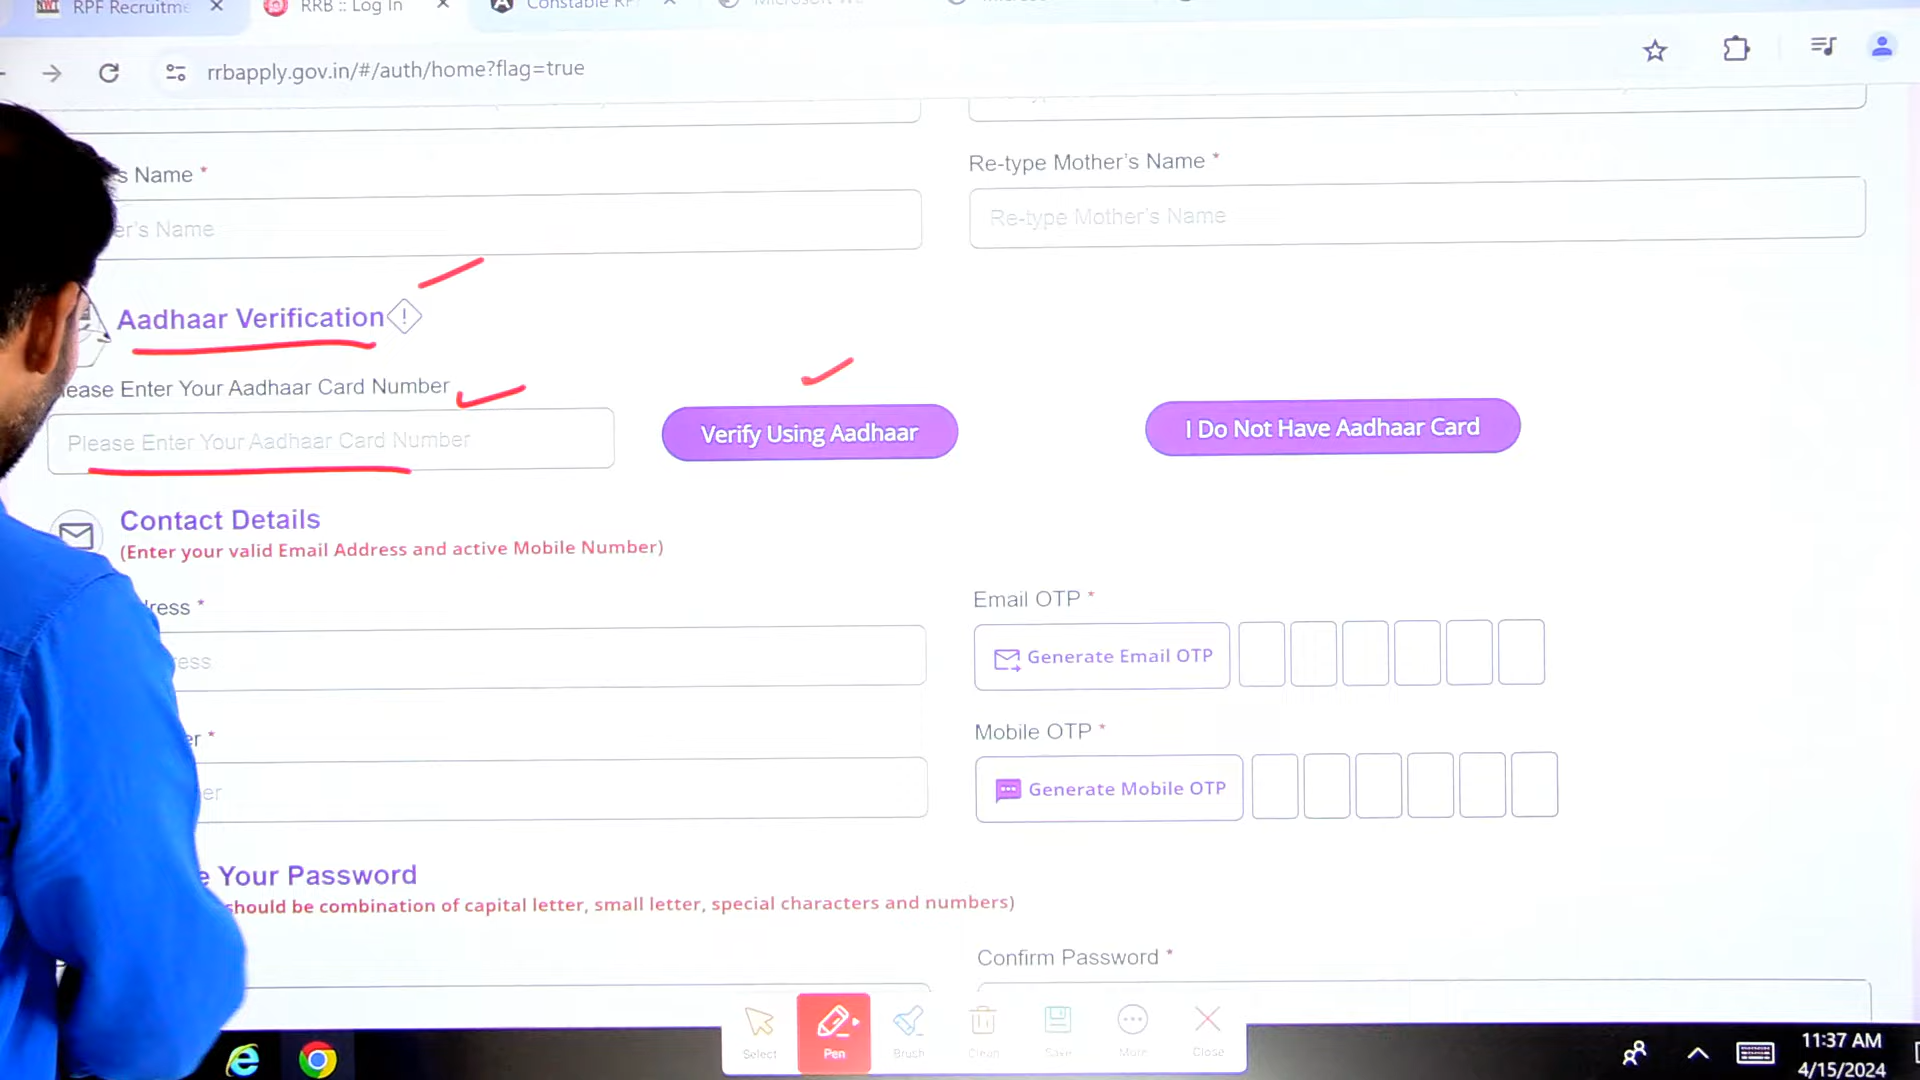 RPF Recruitme
RRB :: Log In
Constable RP
rrbapply.gov.in/#/auth/home?flag=true
s Name *
Re-type Mother's Name *
er's Name
Re-type Mother's Name
Aadhaar Verification
ease Enter Your Aadhaar Card Number
Please Enter Your Aadhaar Card Number
Verify Using Aadhaar
I Do Not Have Aadhaar Card
Contact Details
(Enter your valid Email Address and active Mobile Number)
ress *
Email OTP *
ess
Generate Email OTP
er *
Mobile OTP *
er
Generate Mobile OTP
e Your Password
should be combination of capital letter, small letter, special characters and numbers)
Confirm Password *
Select
Pen
Brush
Clean
Save
More
Close
11:37 AM
4/15/2024